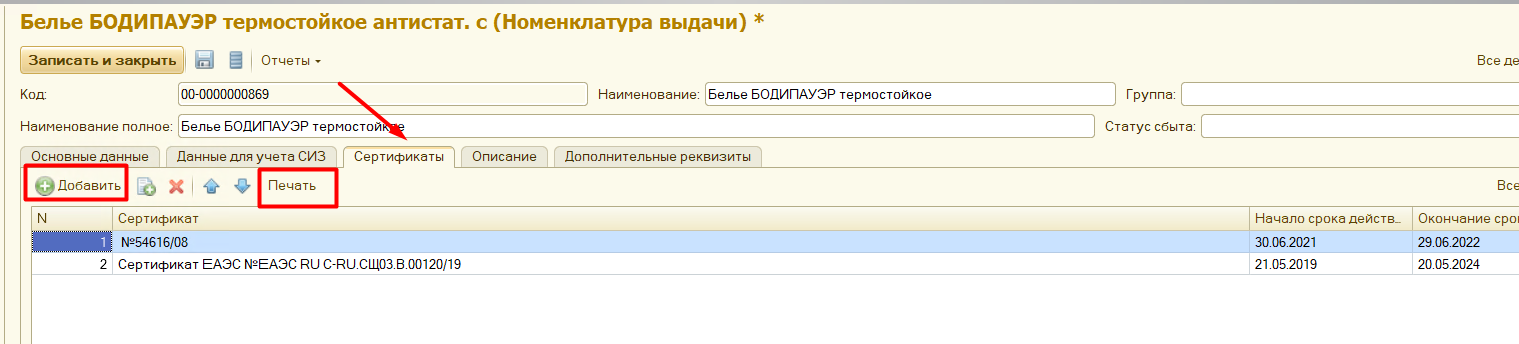 Белье БОДИПАУЭР термостойкое антистат. с (Номенклатура выдачи) *
Записать и закрыть Отчеты Все де
Код: 00-0000000869 Наименование: Белье БОДИПАУЭР термостойкое Группа:
Наименование полное: Белье БОДИПАУЭР термостойкое Статус сбыта:
Основные данные Данные для учета СИЗ Сертификаты Описание Дополнительные реквизиты
Добавить Печать Все
N Сертификат Начало срока действ... Окончание сро
1 №54616/08 30.06.2021 29.06.2022
2 Сертификат ЕАЭС №ЕАЭС RU С-RU.СЩ03.В.00120/19 21.05.2019 20.05.2024